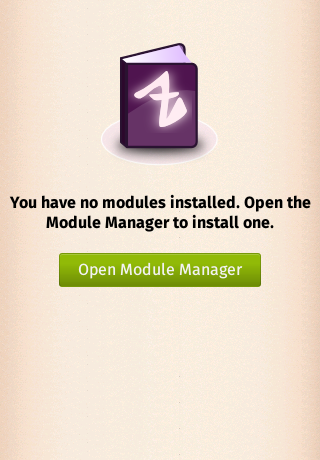 You have no modules installed. Open the
Module Manager to install one.
Open Module Manager